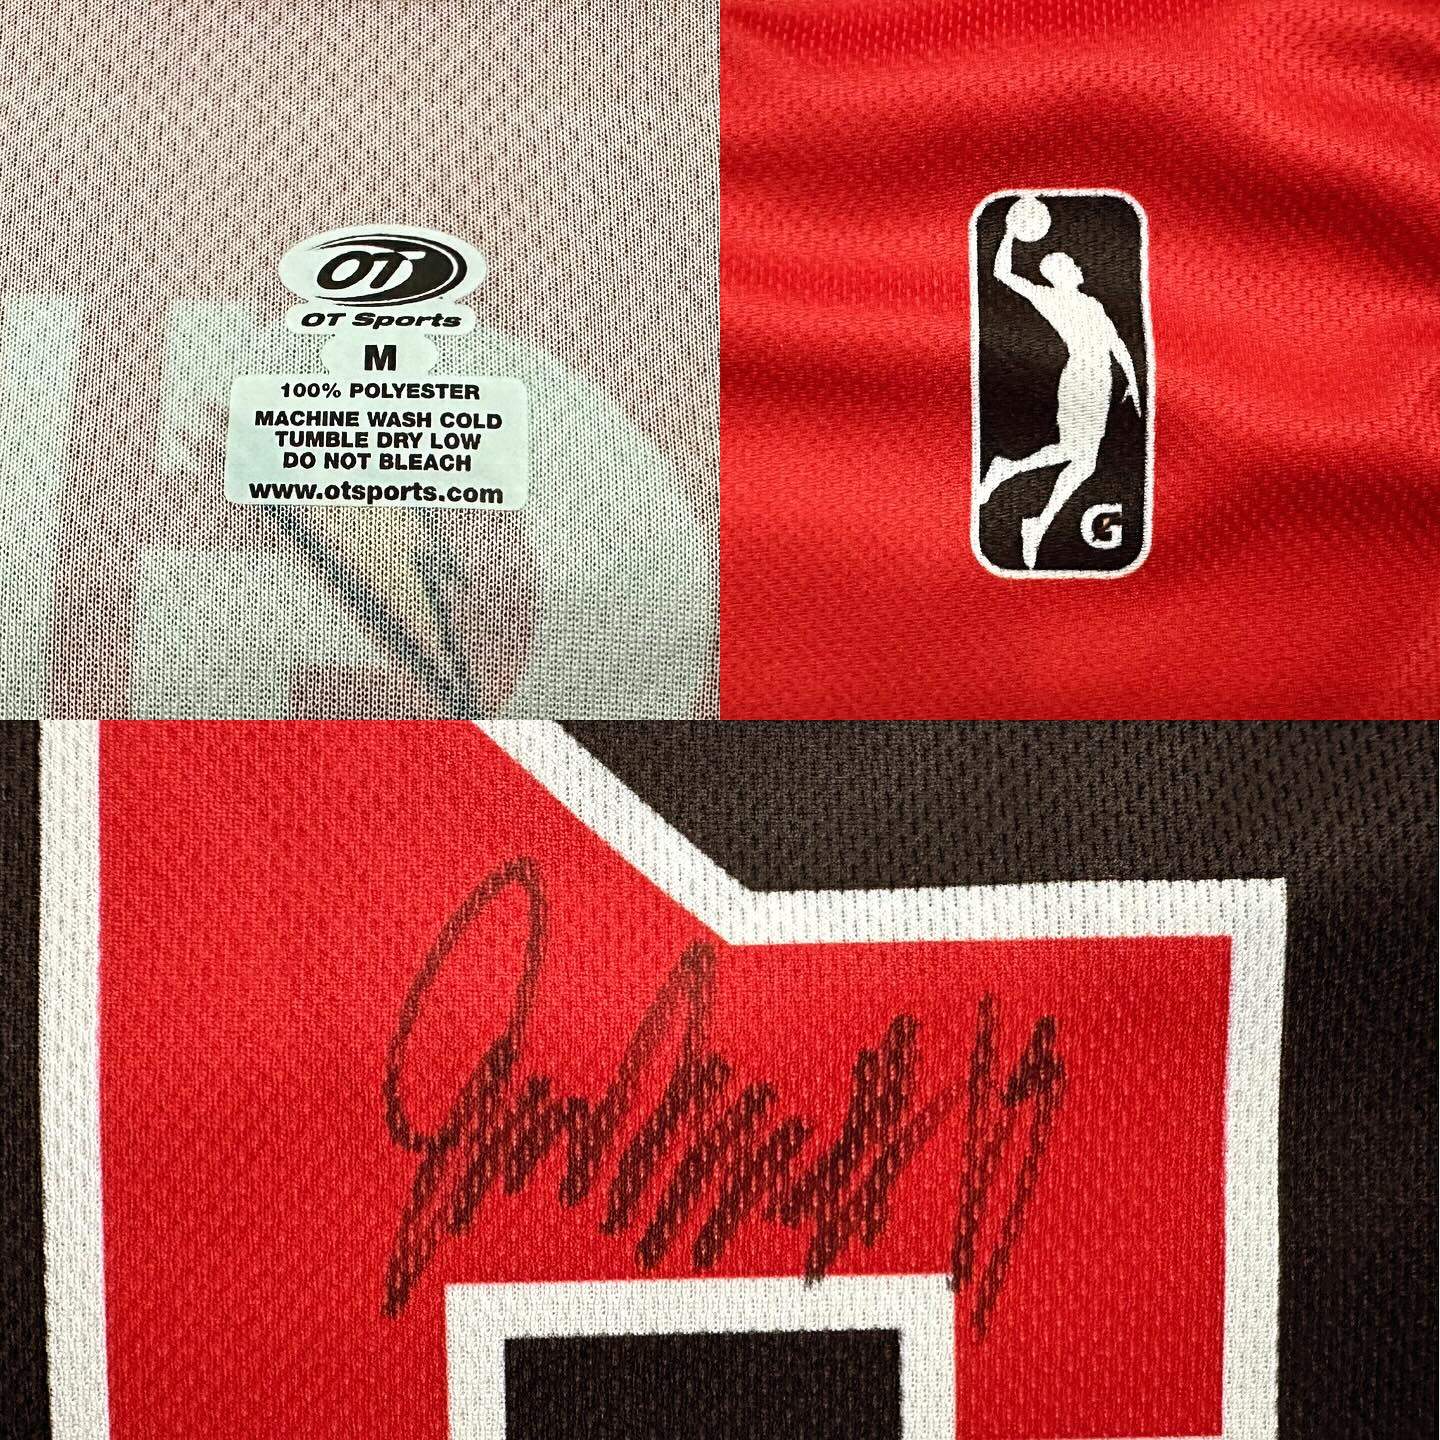 OT
OT Sports
M
100% POLYESTER
MACHINE WASH COLD
TUMBLE DRY LOW
DO NOT BLEACH
www.otsports.com
G